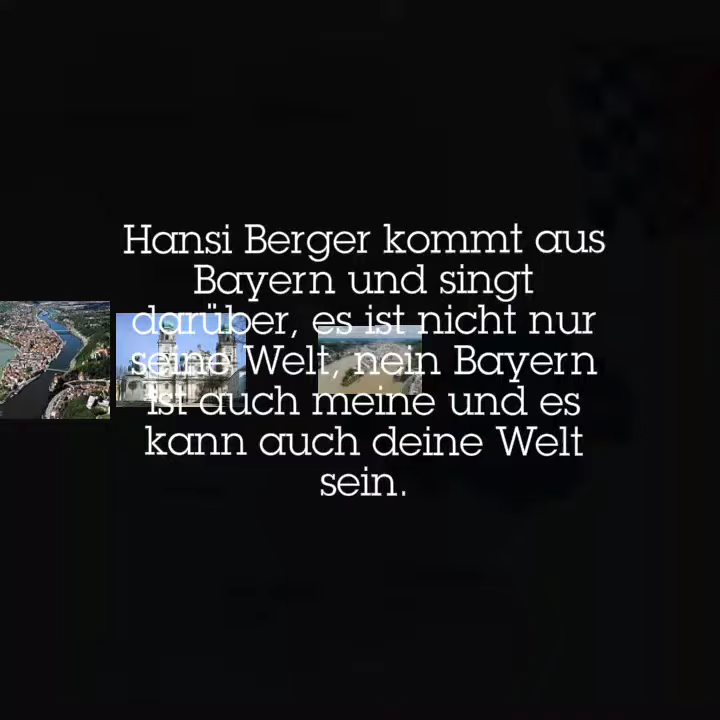 Hansi Berger kommt aus
Bayern und singt
darüber, es ist nicht nur
seine Welt, nein Bayern
ist auch meine und es
kann auch deine Welt
sein.